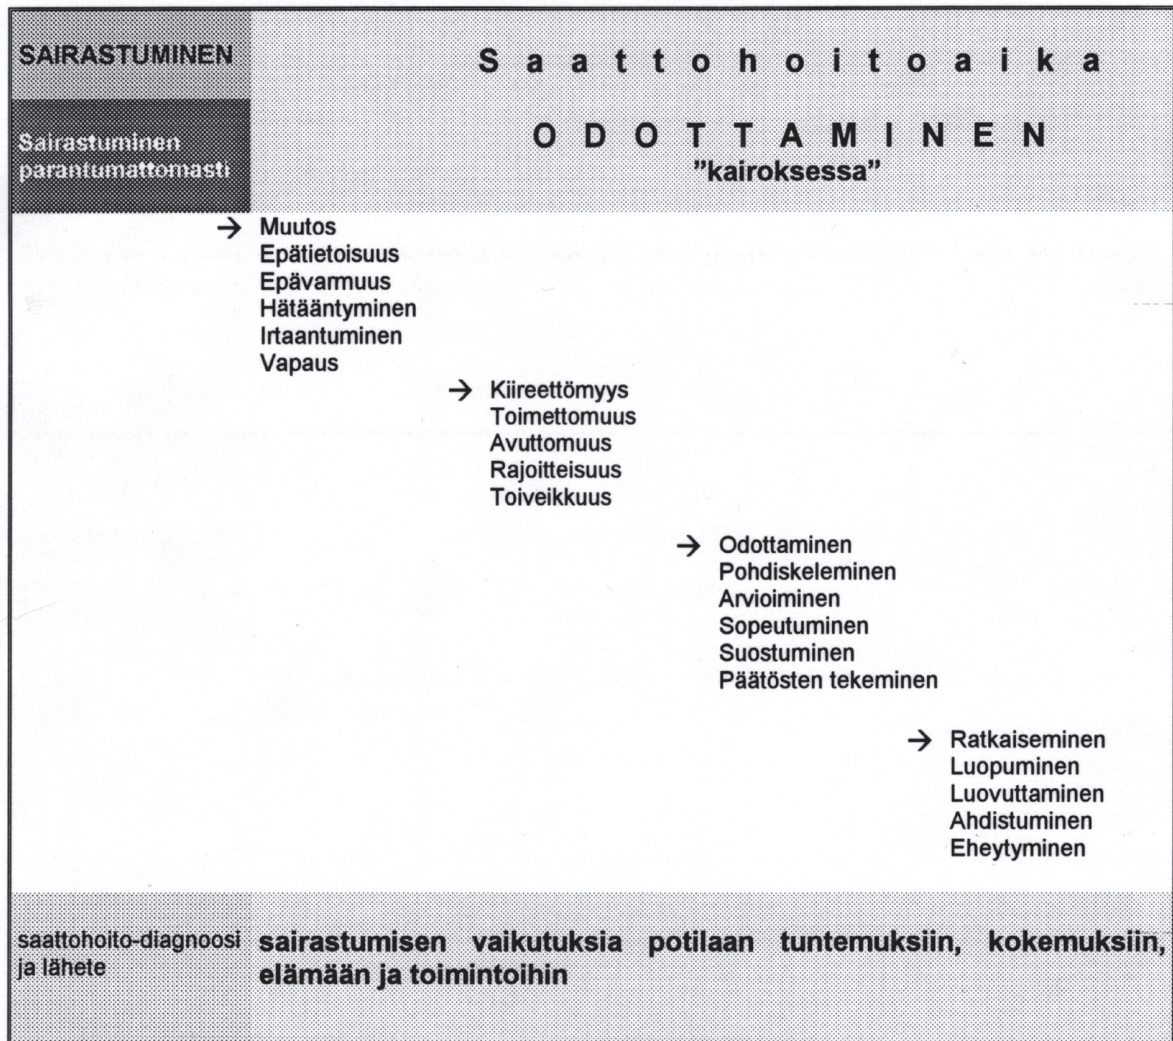 SAIRASTUMINEN
Sairastuminen
parantumattomasti
Saattohoitoaika
ODOTTAMINEN
”kairoksessa”
→ Muutos
Epätietoisuus
Epävarmuus
Hätääntyminen
Irtaantuminen
Vapaus
→ Kiireettömyys
Toimettomuus
Avuttomuus
Rajoitteisuus
Toiveikkuus
→ Odottaminen
Pohdiskeleminen
Arvioiminen
Sopeutuminen
Suostuminen
Päätösten tekeminen
→ Ratkaiseminen
Luopuminen
Luovuttaminen
Ahdistuminen
Eheytyminen
saattohoito-diagnoosi
ja lähete
sairastumisen vaikutuksia potilaan tuntemuksiin, kokemuksiin,
elämään ja toimintoihin